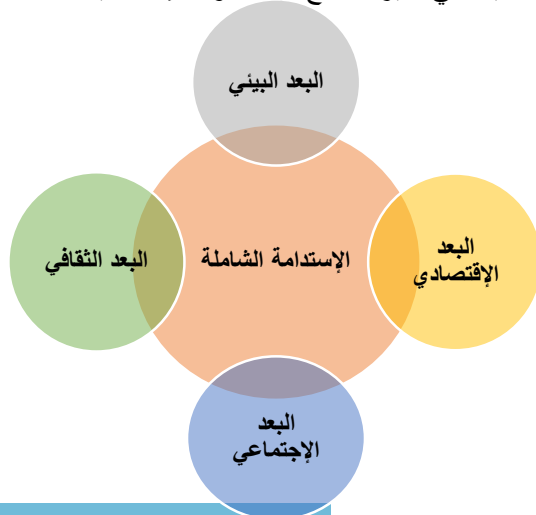 البعد البيئي
البعد
الإقتصادي
الإستدامة الشاملة
البعد الثقافي
البعد
الإجتماعي